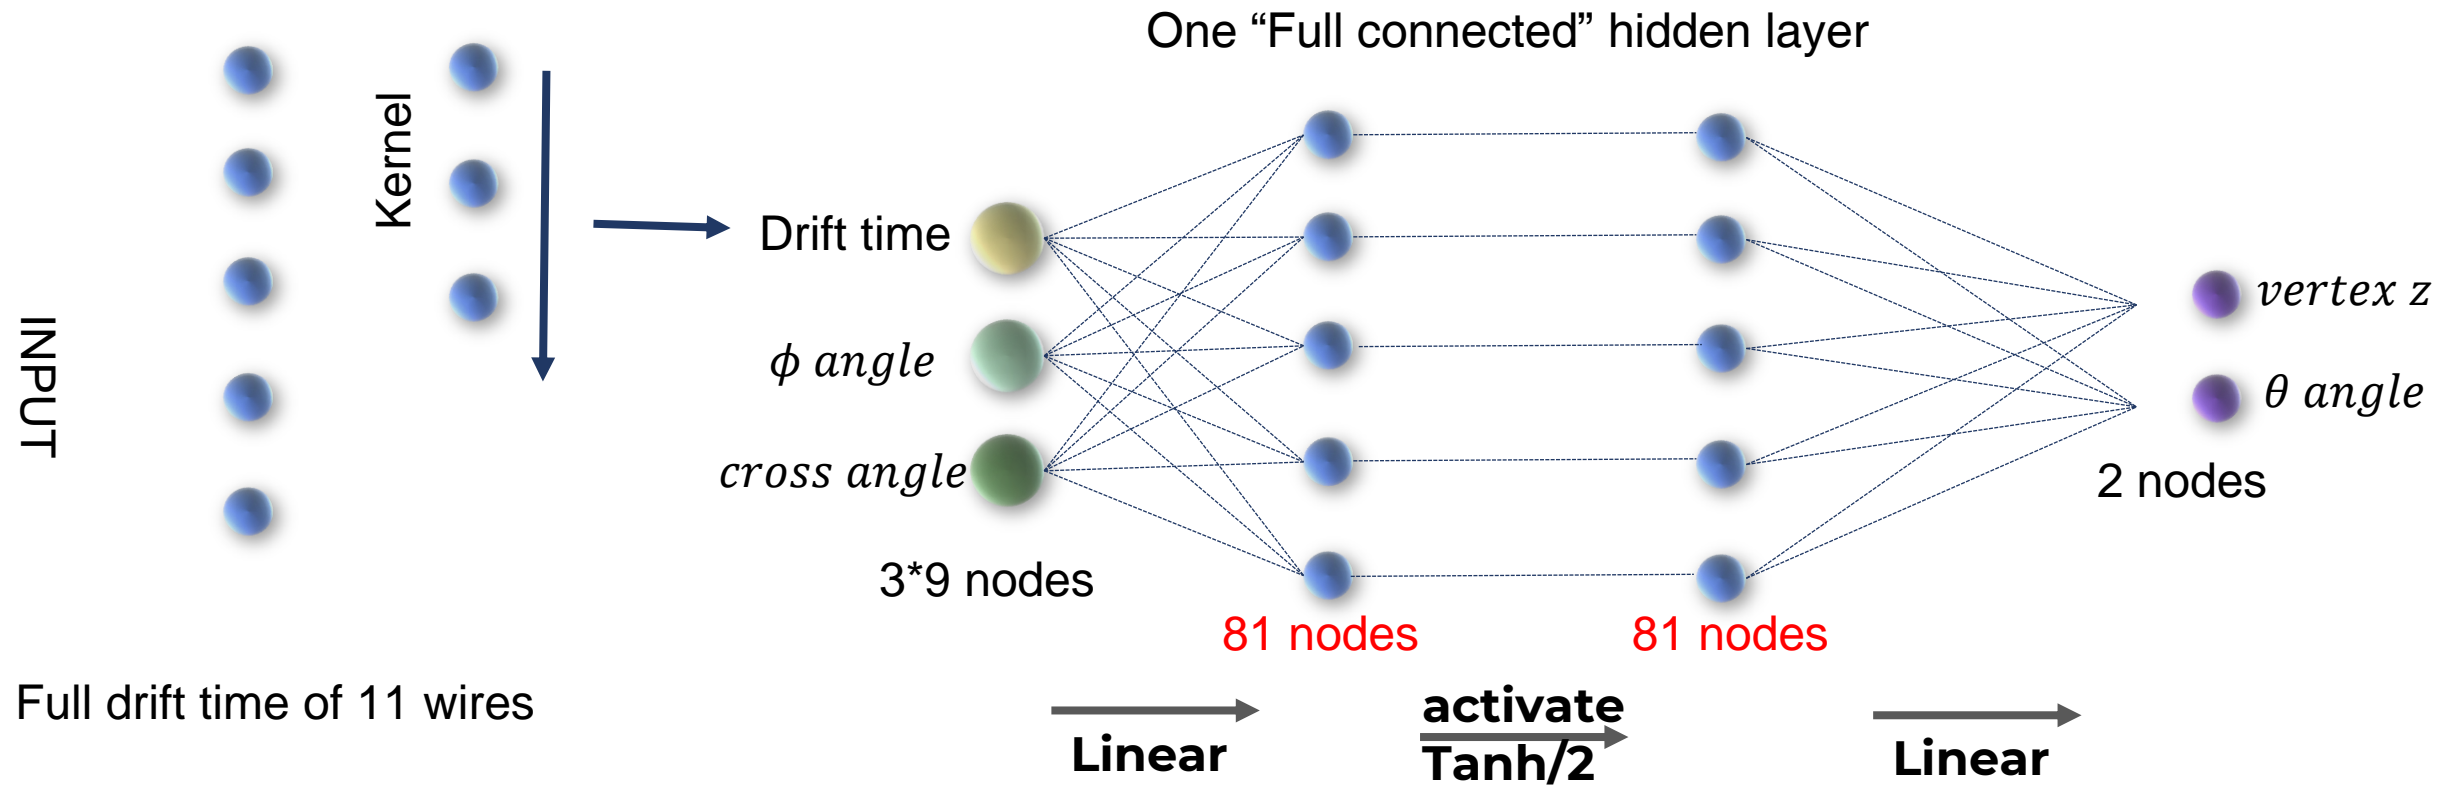 One “Full connected” hidden layer
Kernel
INPUT
Drift time
ϕ angle
cross angle
3*9 nodes
81 nodes
81 nodes
vertex z
θ angle
2 nodes
Full drift time of 11 wires
Linear
activate
Tanh/2
Linear